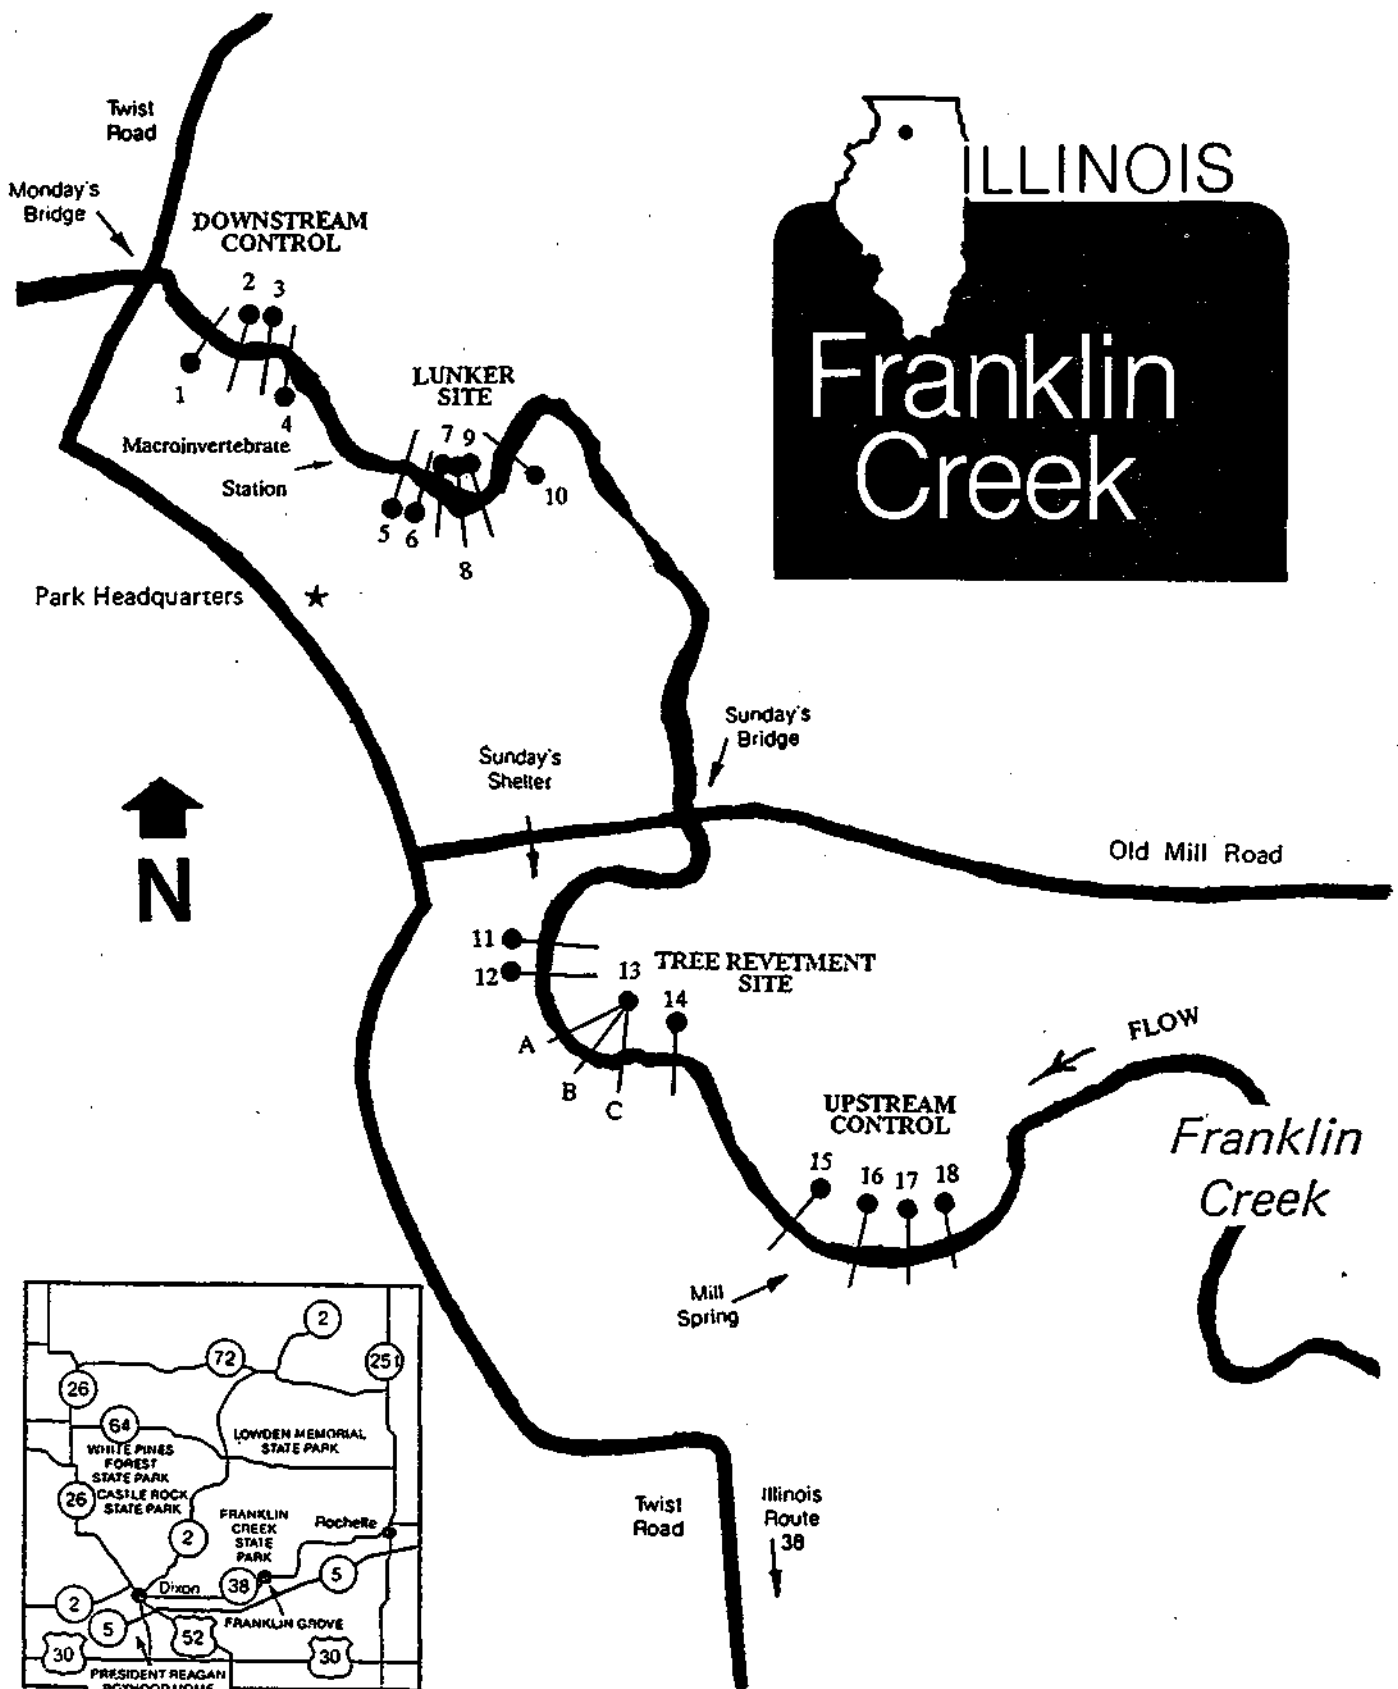 Twist
Road
Monday's
Bridge
DOWNSTREAM
CONTROL
2
3
1
4
ILLINOIS
Franklin
Creek
LUNKER
SITE
7
9
Macroinvertebrate
Station
10
5
6
8
Park Headquarters
Sunday's
Bridge
Sunday's
Shelter
N
Old Mill Road
11
12
13
TREE REVETMENT
SITE
14
A
B
C
FLOW
UPSTREAM
CONTROL
15
16
17
18
Franklin
Creek
Mill
Spring
2
72
251
26
64
LOWDEN MEMORIAL
STATE PARK
WHITE PINES
FOREST
STATE PARK
26
CASTLE ROCK
STATE PARK
2
FRANKLIN
CREEK
STATE
PARK
Rochelle
5
38
Dixon
2
5
52
FRANKLIN GROVE
30
30
PRESIDENT REAGAN
BOYHOOD HOME
Twist
Road
Illinois
Route
38